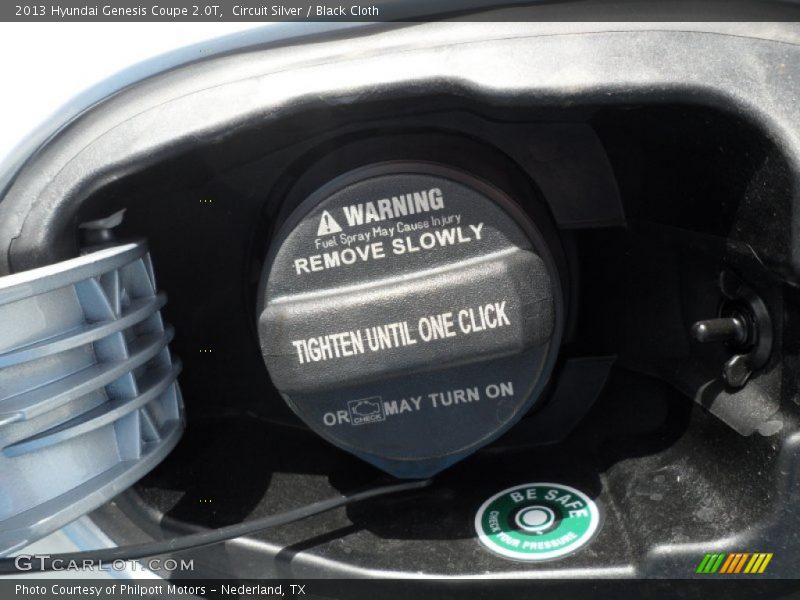 2013 Hyundai Genesis Coupe 2.0T,  Circuit Silver / Black Cloth
WARNING
Fuel Spray May Cause Injury
REMOVE SLOWLY
TIGHTEN UNTIL ONE CLICK
OR CHECK MAY TURN ON
BE SAFE
CHECK YOUR PRESSURE
GTCARLOT.COM
Photo Courtesy of Philpott Motors – Nederland, TX